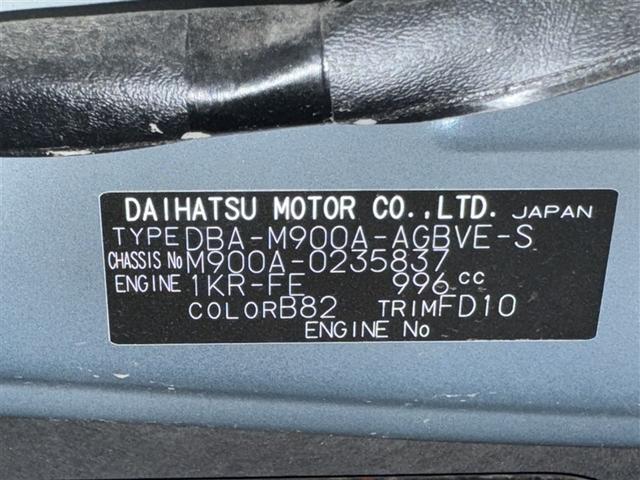 DAIHATSU MOTOR CO.,LTD. JAPAN
TYPE DBA-M900A-AGBVE-S
CHASSIS No M900A-0235837
ENGINE 1KR-FE 996 cc
COLOR B82 TRIM FD10
ENGINE No